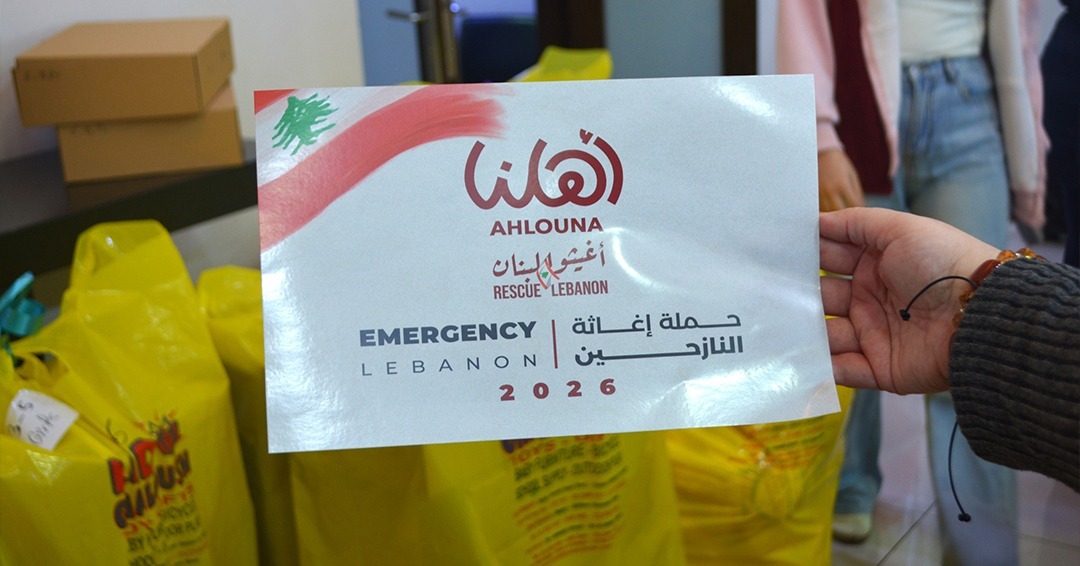 أهلنا
AHLOUNA
أغيثوا لبنان
RESCUE LEBANON
EMERGENCY
LEBANON
حملة إغاثة
النازحين
2026